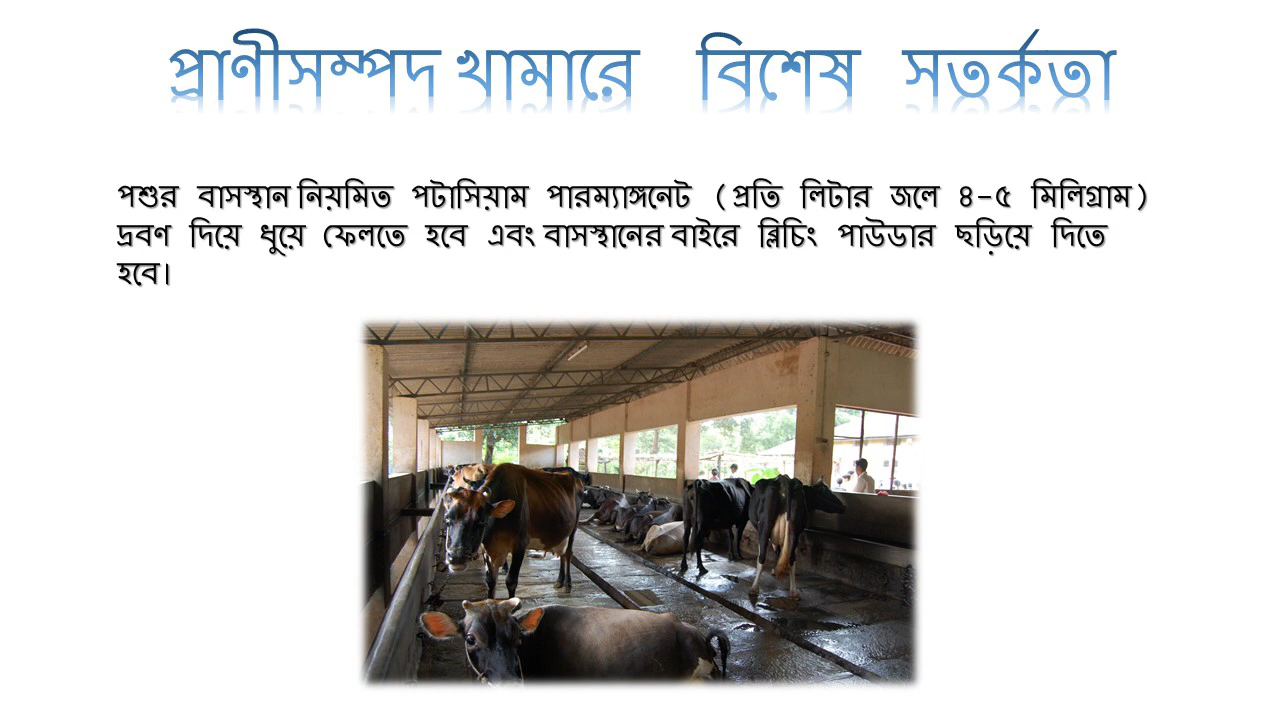 প্রাণীসম্পদ খামারে বিশেষ সতর্কতা
পশুর বাসস্থান নিয়মিত পটাসিয়াম পারম্যাঙ্গনেট (প্রতি লিটার জলে ৪–৫ মিলিগ্রাম)
দ্রবণ দিয়ে ধুয়ে ফেলতে হবে এবং বাসস্থানের বাইরে ব্লিচিং পাউডার ছড়িয়ে দিতে
হবে।